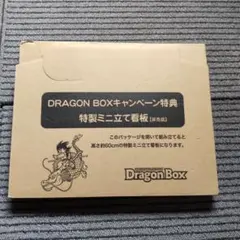 DRAGON BOXキャンペーン特典
特製ミニ立て看板【非売品】
このパッケージを開いて組み立てると
高さ約60cmのミニ立て看板になります。
Dragon Box